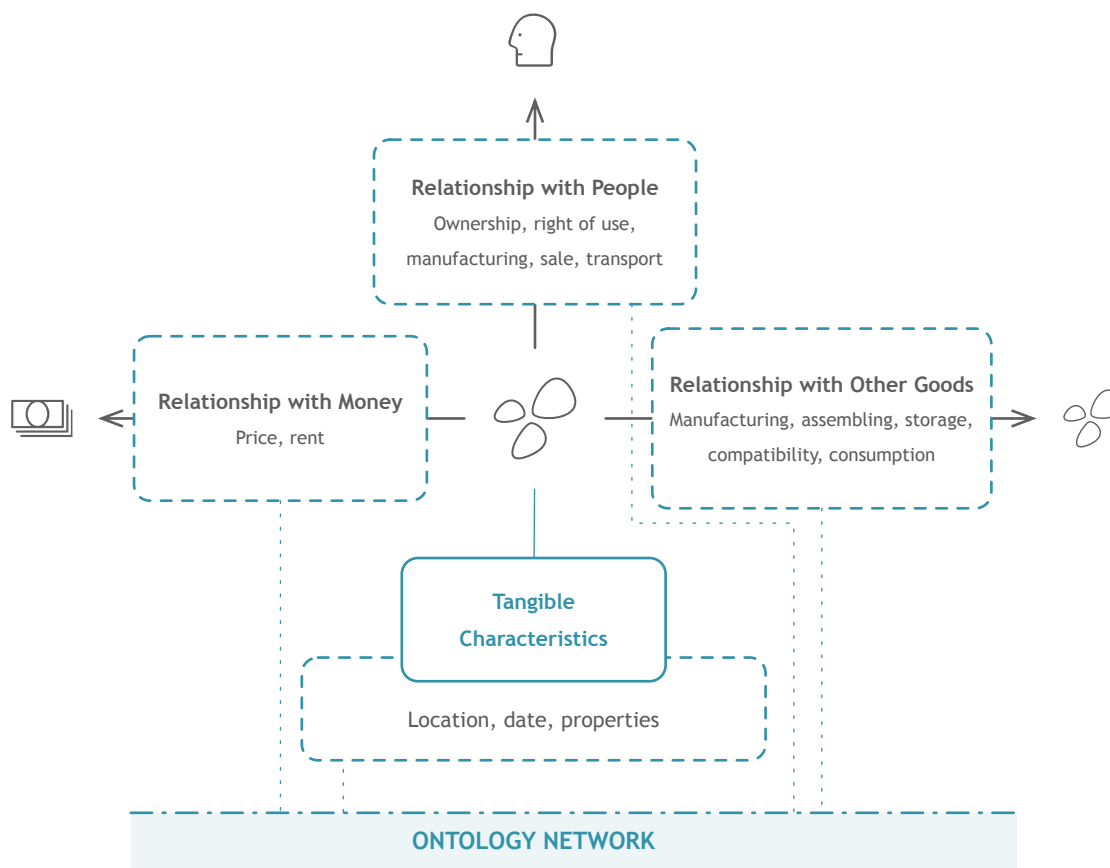 Relationship with People
Ownership, right of use,
manufacturing, sale, transport
Relationship with Money
Price, rent
Relationship with Other Goods
Manufacturing, assembling, storage,
compatibility, consumption
Tangible
Characteristics
Location, date, properties
ONTOLOGY NETWORK